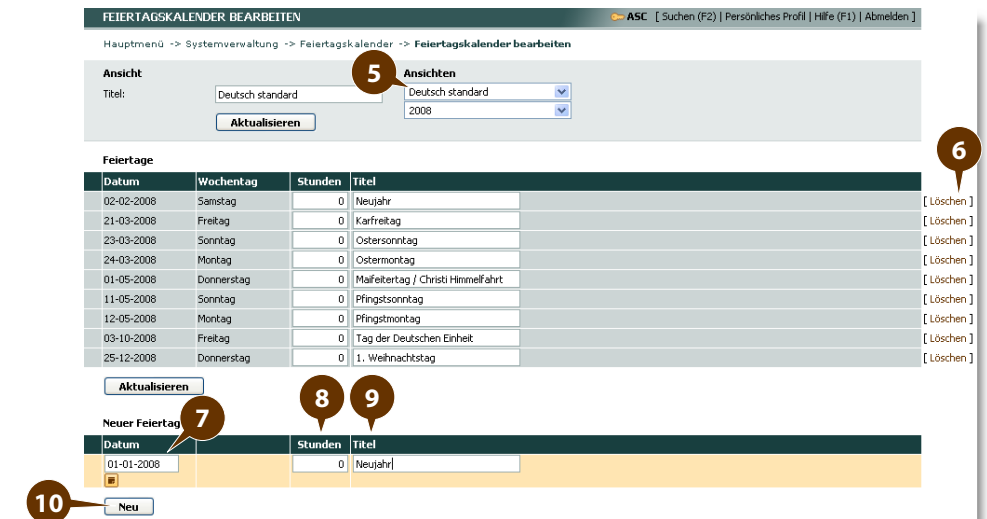 FEIERTAGSKALENDER BEARBEITEN ASC [ Suchen (F2) | Persönliches Profil | Hilfe (F1) | Abmelden ]
Hauptmenü -> Systemverwaltung -> Feiertagskalender -> Feiertagskalender bearbeiten
Ansicht 5 Ansichten
Titel: Deutsch standard Deutsch standard
2008
Aktualisieren
6
Feiertage
Datum Wochentag Stunden Titel
02-02-2008 Samstag 0 Neujahr [ Löschen ]
21-03-2008 Freitag 0 Karfreitag [ Löschen ]
23-03-2008 Sonntag 0 Ostersonntag [ Löschen ]
24-03-2008 Montag 0 Ostermontag [ Löschen ]
01-05-2008 Donnerstag 0 Maifeitertag / Christi Himmelfahrt [ Löschen ]
11-05-2008 Sonntag 0 Pfingstsonntag [ Löschen ]
12-05-2008 Montag 0 Pfingstmontag [ Löschen ]
03-10-2008 Freitag 0 Tag der Deutschen Einheit [ Löschen ]
25-12-2008 Donnerstag 0 1. Weihnachtstag [ Löschen ]
Aktualisieren
8 9
Neuer Feiertag 7
Datum Stunden Titel
01-01-2008 0 Neujahr
10 Neu